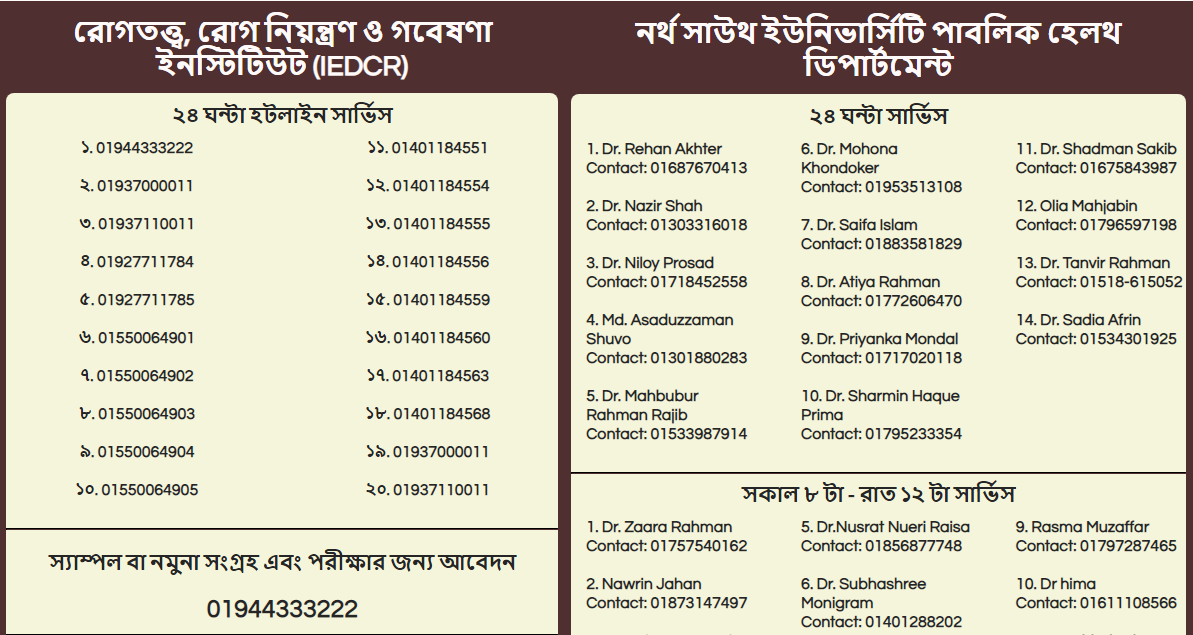 রোগতত্ত্ব, রোগ নিয়ন্ত্রণ ও গবেষণা
ইনস্টিটিউট (IEDCR)
২৪ ঘন্টা হটলাইন সার্ভিস
১. 01944333222
২. 01937000011
৩. 01937110011
৪. 01927711784
৫. 01927711785
৬. 01550064901
৭. 01550064902
৮. 01550064903
৯. 01550064904
১০. 01550064905
১১. 01401184551
১২. 01401184554
১৩. 01401184555
১৪. 01401184556
১৫. 01401184559
১৬. 01401184560
১৭. 01401184563
১৮. 01401184568
১৯. 01937000011
২০. 01937110011
স্যাম্পল বা নমুনা সংগ্রহ এবং পরীক্ষার জন্য আবেদন
01944333222
নর্থ সাউথ ইউনিভার্সিটি পাবলিক হেলথ
ডিপার্টমেন্ট
২৪ ঘন্টা সার্ভিস
1. Dr. Rehan Akhter
Contact: 01687670413
2. Dr. Nazir Shah
Contact: 01303316018
3. Dr. Niloy Prosad
Contact: 01718452558
4. Md. Asaduzzaman
Shuvo
Contact: 01301880283
5. Dr. Mahbubur
Rahman Rajib
Contact: 01533987914
6. Dr. Mohona
Khondoker
Contact: 01953513108
7. Dr. Saifa Islam
Contact: 01883581829
8. Dr. Atiya Rahman
Contact: 01772606470
9. Dr. Priyanka Mondal
Contact: 01717020118
10. Dr. Sharmin Haque
Prima
Contact: 01795233354
11. Dr. Shadman Sakib
Contact: 01675843987
12. Olia Mahjabin
Contact: 01796597198
13. Dr. Tanvir Rahman
Contact: 01518-615052
14. Dr. Sadia Afrin
Contact: 01534301925
সকাল ৮ টা - রাত ১২ টা সার্ভিস
1. Dr. Zaara Rahman
Contact: 01757540162
2. Nawrin Jahan
Contact: 01873147497
5. Dr.Nusrat Nueri Raisa
Contact: 01856877748
6. Dr. Subhashree
Monigram
Contact: 01401288202
9. Rasma Muzaffar
Contact: 01797287465
10. Dr hima
Contact: 01611108566